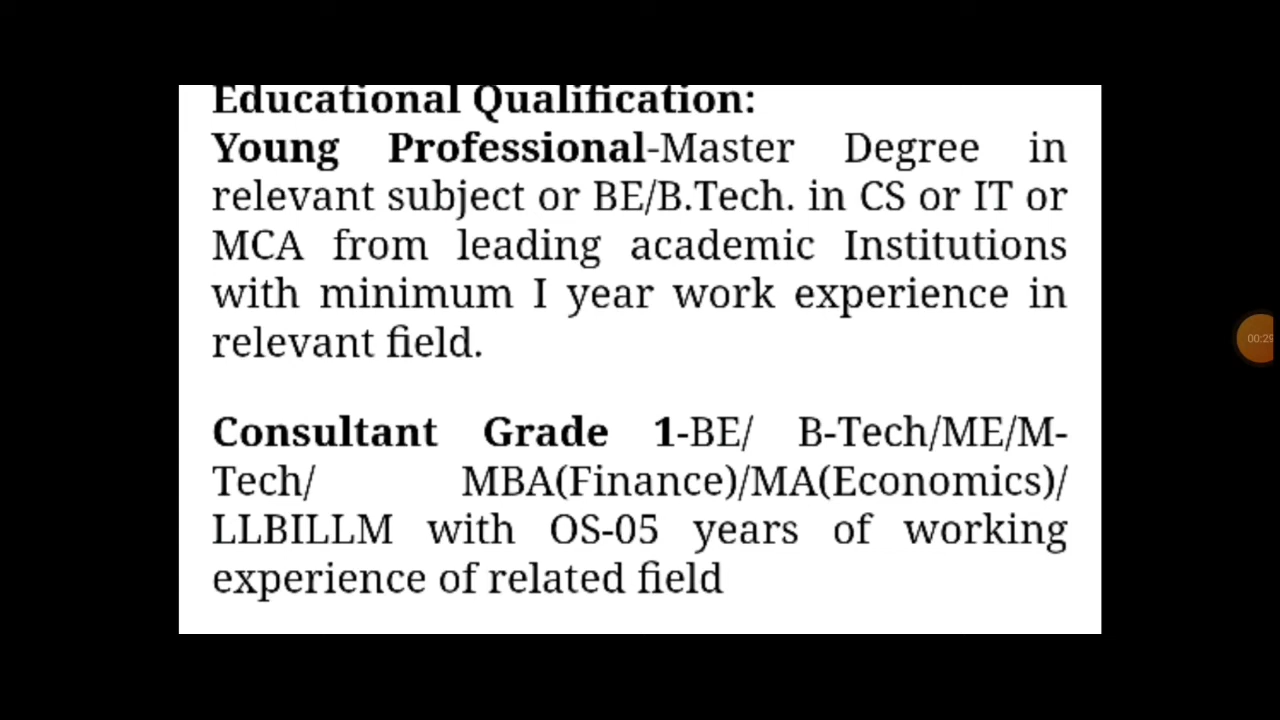 Educational Qualification:
Young Professional-Master Degree in
relevant subject or BE/B.Tech. in CS or IT or
MCA from leading academic Institutions
with minimum I year work experience in
relevant field.
Consultant Grade 1-BE/ B-Tech/ME/M-
Tech/ MBA(Finance)/MA(Economics)/
LLBILLM with OS-05 years of working
experience of related field
00:29